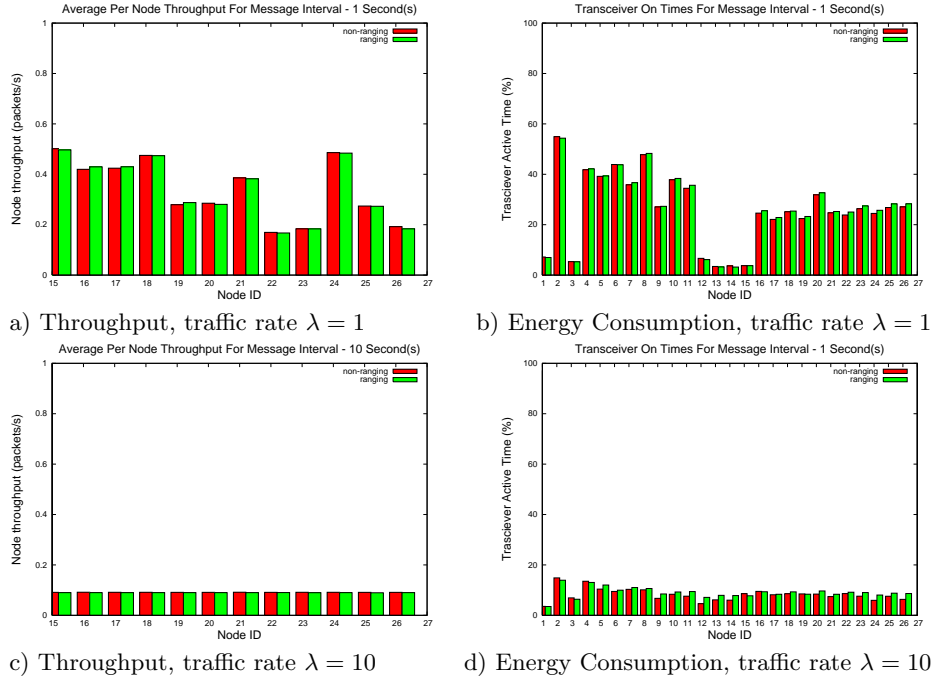 Average Per Node Throughput For Message Interval - 1 Second(s)
non-ranging
ranging
Node throughput (packets/s)
1
0.8
0.6
0.4
0.2
0
15 16 17 18 19 20 21 22 23 24 25 26 27
Node ID
a) Throughput, traffic rate λ = 1
Transceiver On Times For Message Interval - 1 Second(s)
non-ranging
ranging
Trasciever Active Time (%)
100
80
60
40
20
0
1 2 3 4 5 6 7 8 9 10 11 12 13 14 15 16 17 18 19 20 21 22 23 24 25 26 27
Node ID
b) Energy Consumption, traffic rate λ = 1
Average Per Node Throughput For Message Interval - 10 Second(s)
non-ranging
ranging
Node throughput (packets/s)
1
0.8
0.6
0.4
0.2
0
15 16 17 18 19 20 21 22 23 24 25 26 27
Node ID
c) Throughput, traffic rate λ = 10
Transceiver On Times For Message Interval - 1 Second(s)
non-ranging
ranging
Trasciever Active Time (%)
100
80
60
40
20
0
1 2 3 4 5 6 7 8 9 10 11 12 13 14 15 16 17 18 19 20 21 22 23 24 25 26 27
Node ID
d) Energy Consumption, traffic rate λ = 10